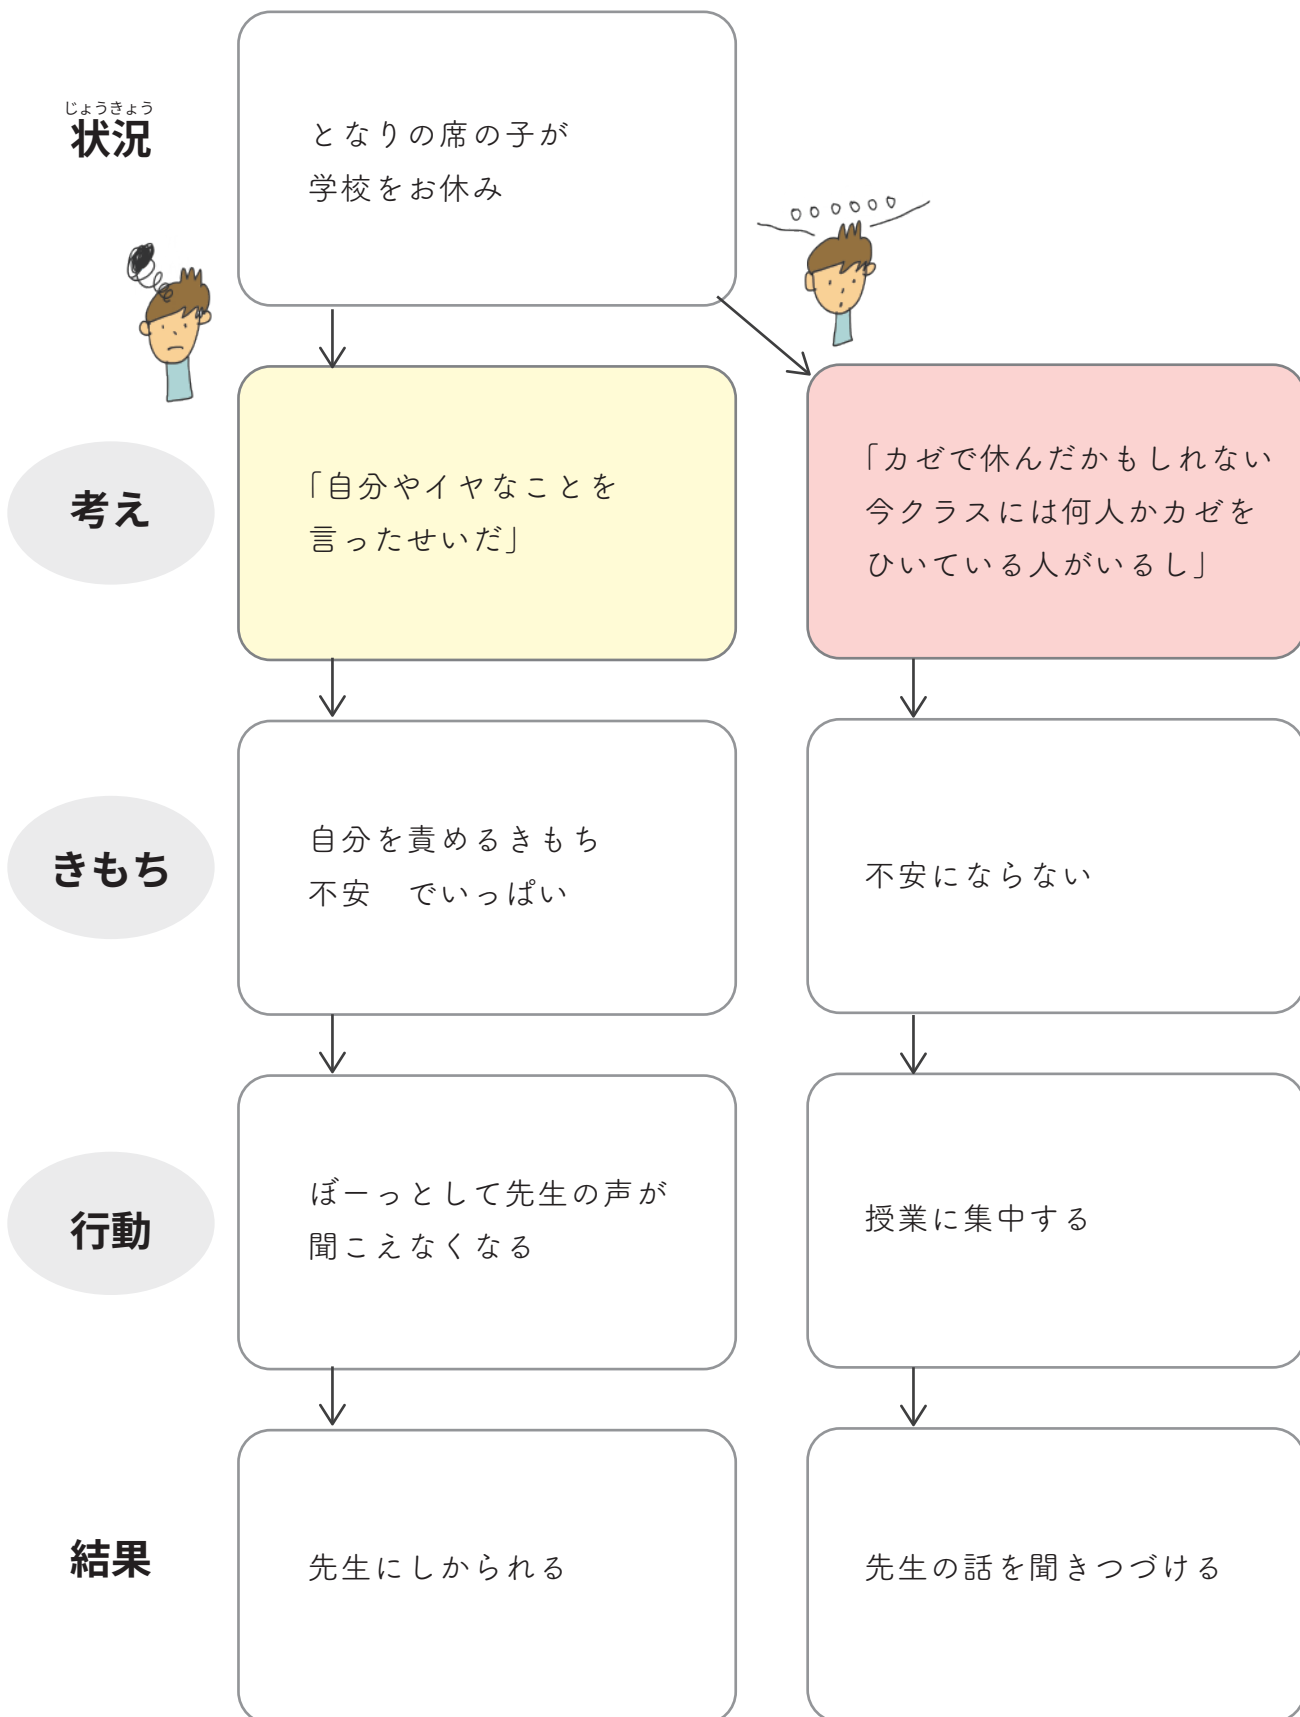 じょうきょう
状況
となりの席の子が
学校をお休み
考え
「自分やイヤなことを
言ったせいだ」
「カゼで休んだかもしれない
今クラスには何人かカゼを
ひいている人がいるし」
きもち
自分を責めるきもち
不安　でいっぱい
不安にならない
行動
ぼーっとして先生の声が
聞こえなくなる
授業に集中する
結果
先生にしかられる
先生の話を聞きつづける